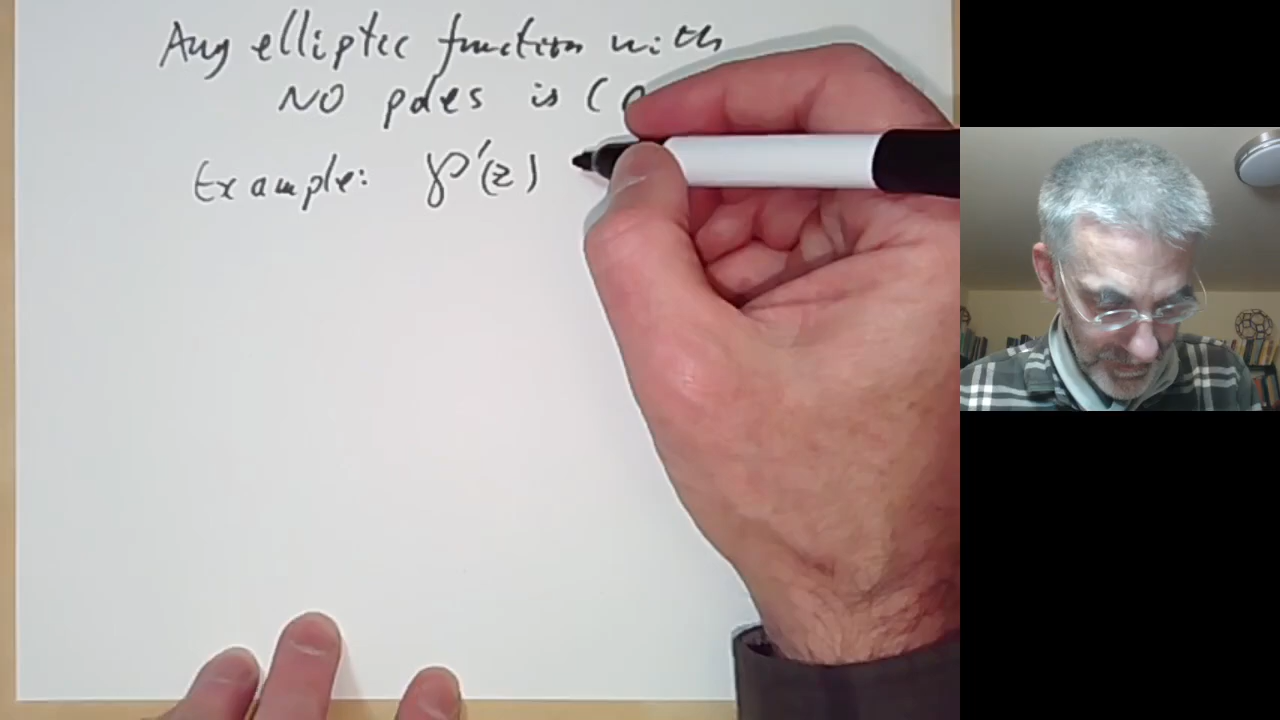 Any elliptic function with
NO poles is (
Example: ℘'(z)